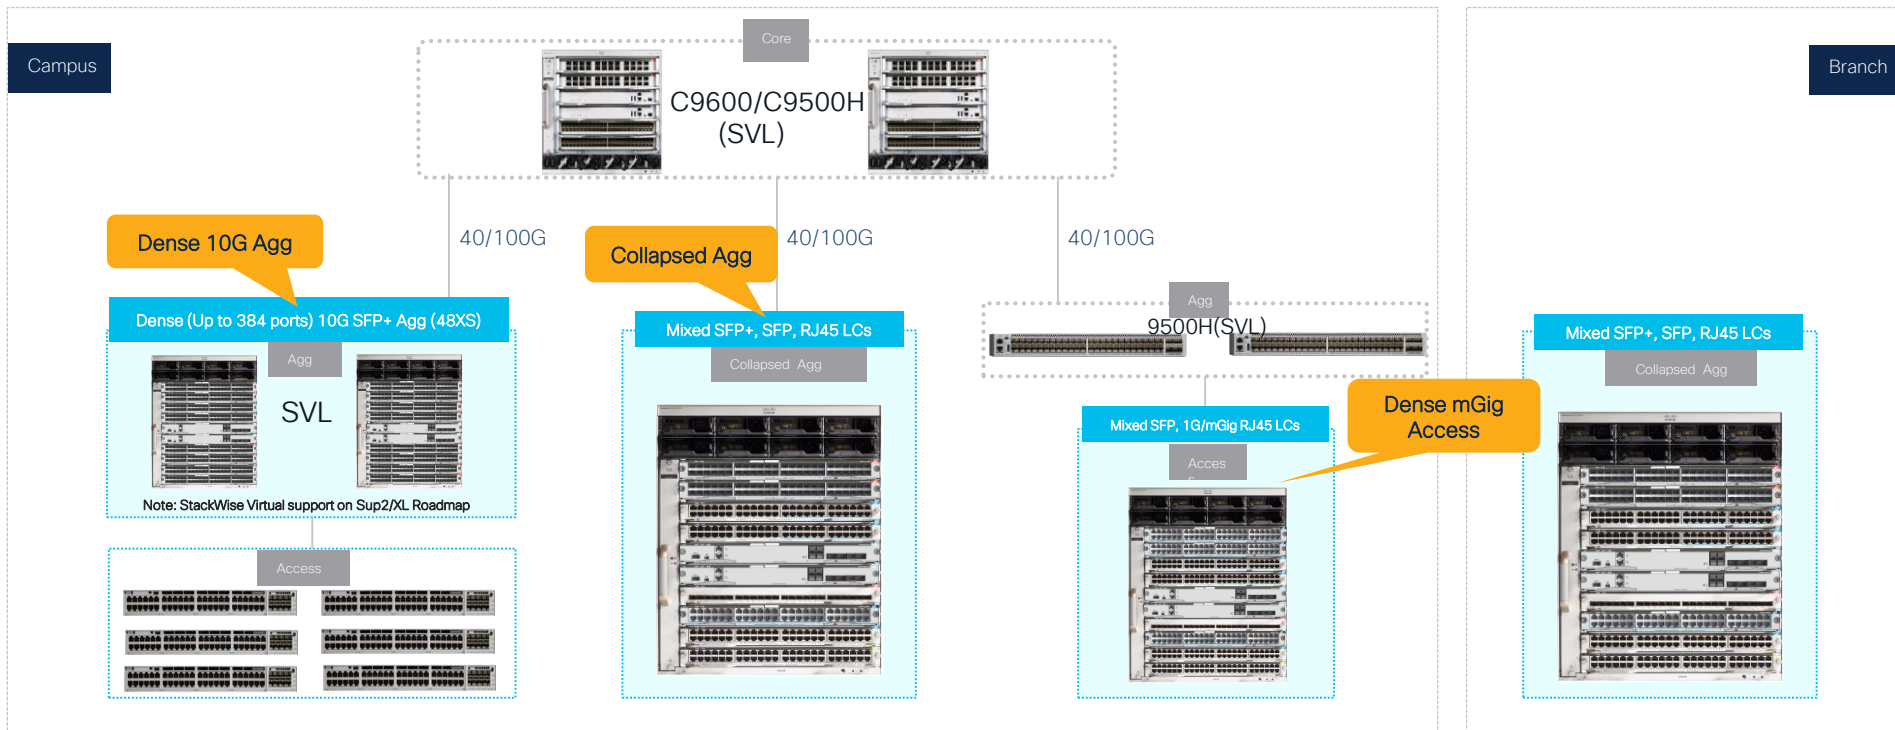 Campus
Core
Branch
C9600/C9500H
(SVL)
Dense 10G Agg
40/100G
Collapsed Agg
40/100G
40/100G
Dense (Up to 384 ports) 10G SFP+ Agg (48XS)
Agg
SVL
Note: StackWise Virtual support on Sup2/XL Roadmap
Access
Mixed SFP+, SFP, RJ45 LCs
Collapsed Agg
Agg
9500H(SVL)
Mixed SFP, 1G/mGig RJ45 LCs
Acces
Dense mGig
Access
Mixed SFP+, SFP, RJ45 LCs
Collapsed Agg